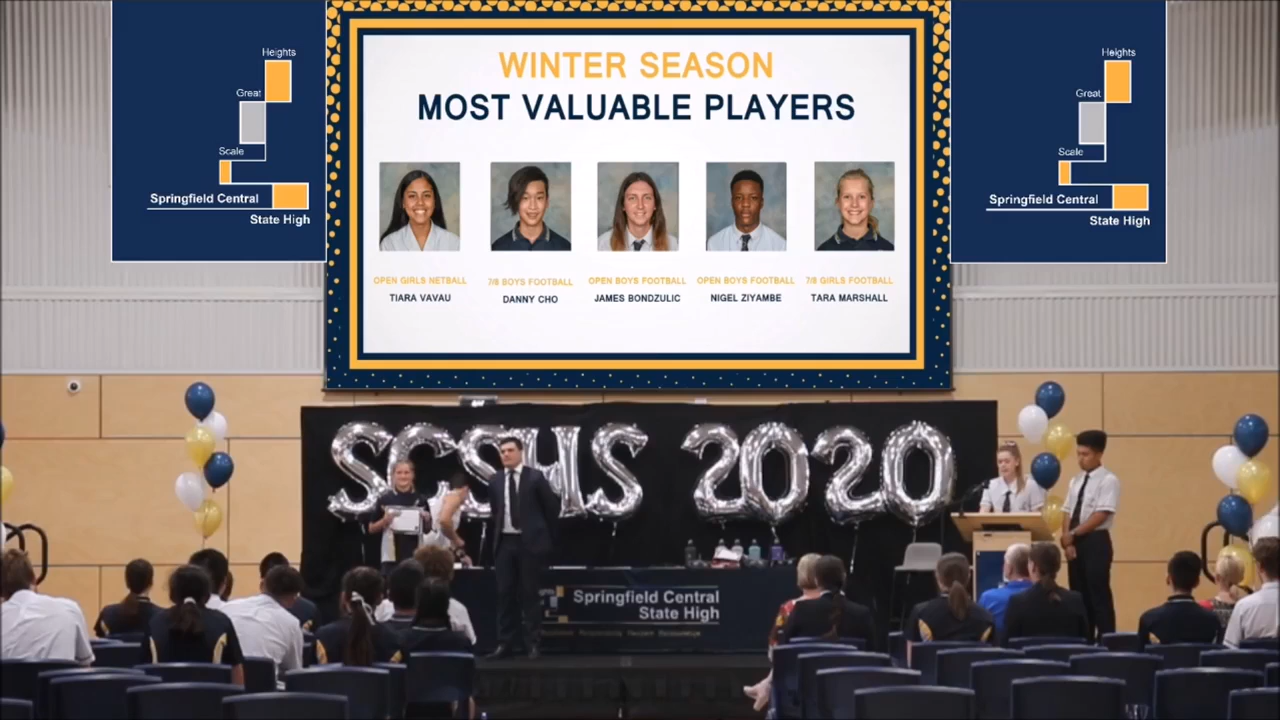 WINTER SEASON
MOST VALUABLE PLAYERS
OPEN GIRLS NETBALL
TIARA VAVAU
7/8 BOYS FOOTBALL
DANNY CHO
OPEN BOYS FOOTBALL
JAMES BONDZULIC
OPEN BOYS FOOTBALL
NIGEL ZIYAMBE
7/8 GIRLS FOOTBALL
TARA MARSHALL
Heights
Great
Scale
Springfield Central
State High
Heights
Great
Scale
Springfield Central
State High
SCSHS 2020
Springfield Central
State High